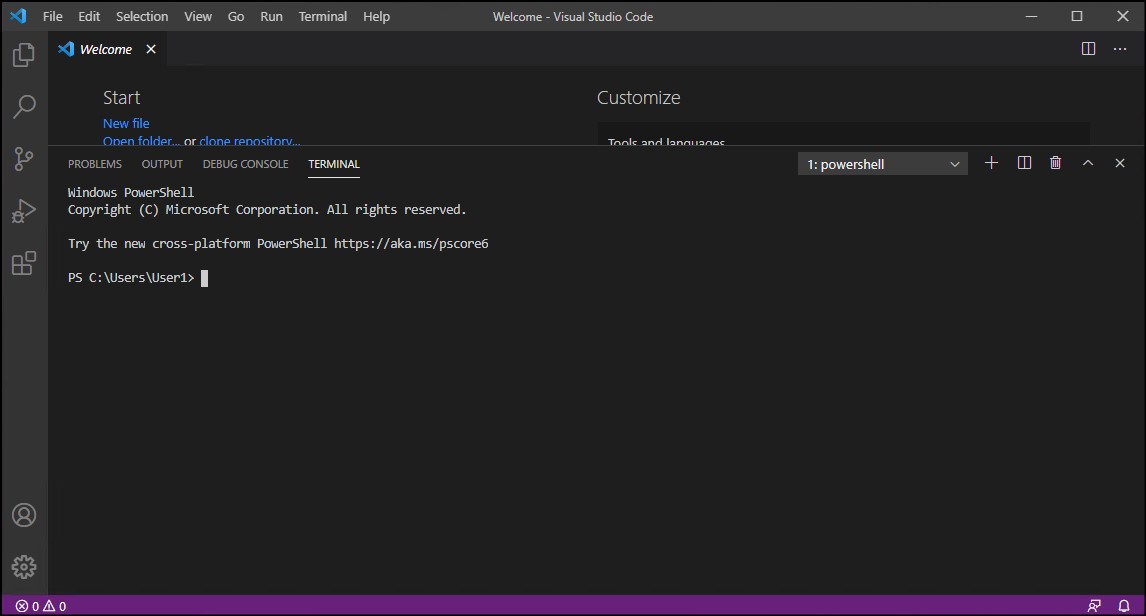 File Edit Selection View Go Run Terminal Help Welcome - Visual Studio Code
Welcome
Start
Customize
New file
Open folder... or clone repository...
Tools and languages
PROBLEMS OUTPUT DEBUG CONSOLE TERMINAL 1: powershell
Windows PowerShell
Copyright (C) Microsoft Corporation. All rights reserved.
Try the new cross-platform PowerShell https://aka.ms/pscore6
PS C:\Users\User1>
0 0